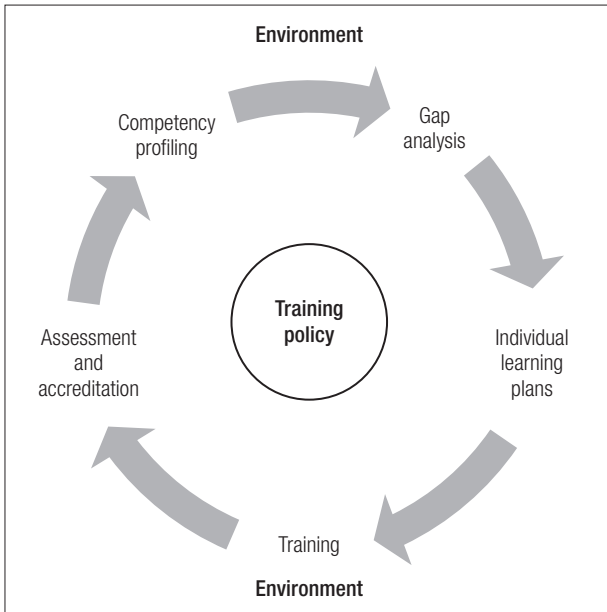 Environment
Competency
profiling
Gap
analysis
Training
policy
Assessment
and
accreditation
Individual
learning
plans
Training
Environment